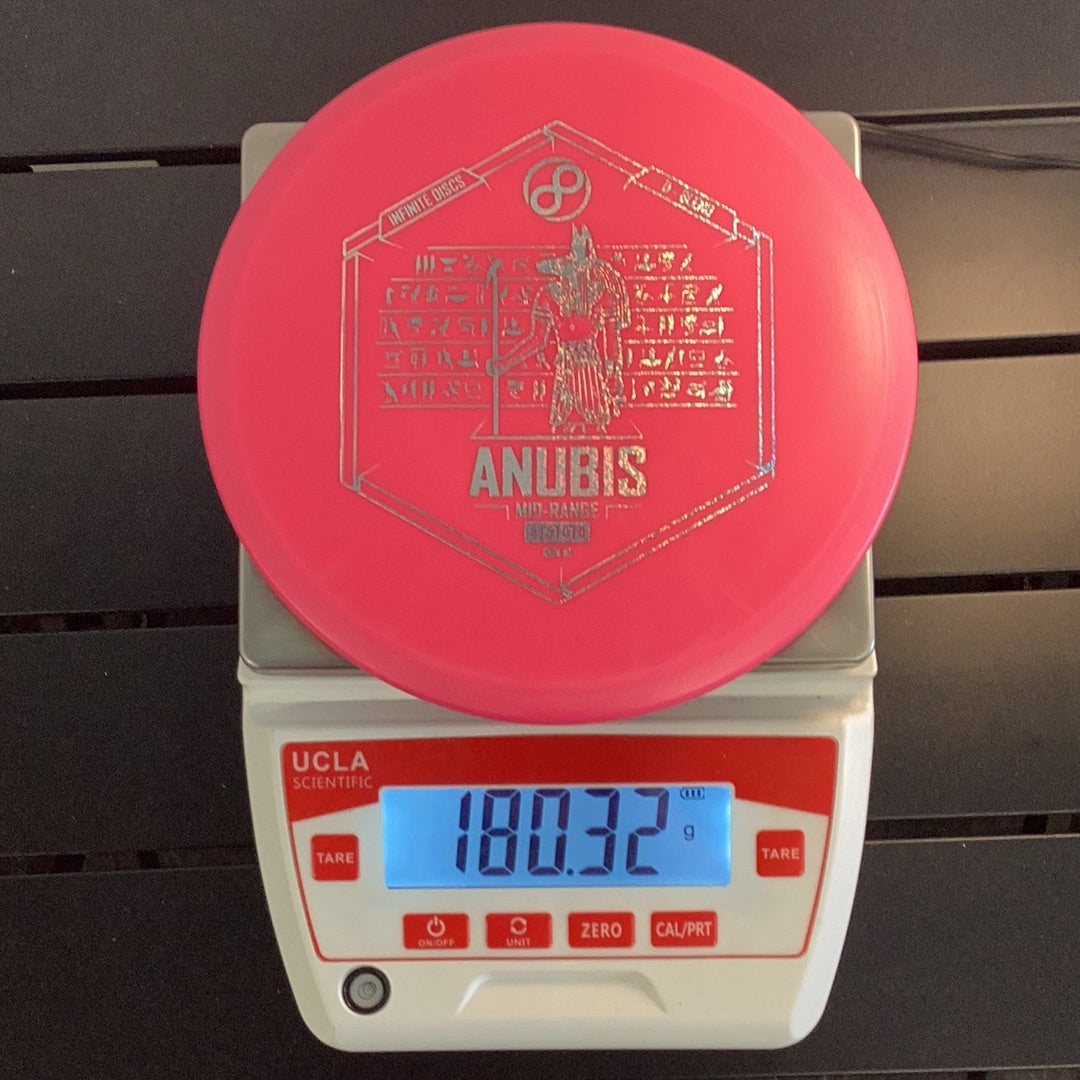 INFINITE DISCS
ANUBIS
MID-RANGE
UCLA
SCIENTIFIC
180.32 g
TARE
TARE
ON/OFF
UNIT
ZERO
CAL/PRT